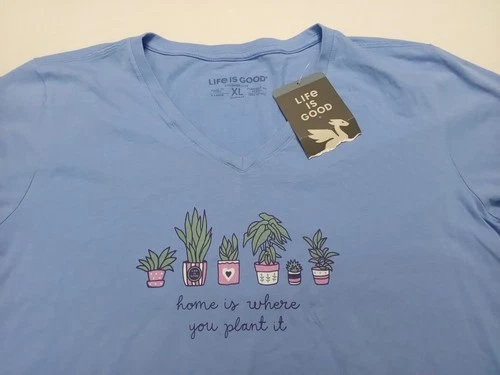 LIFE IS GOOD®
XL
LIFE
IS
GOOD
home is where
you plant it